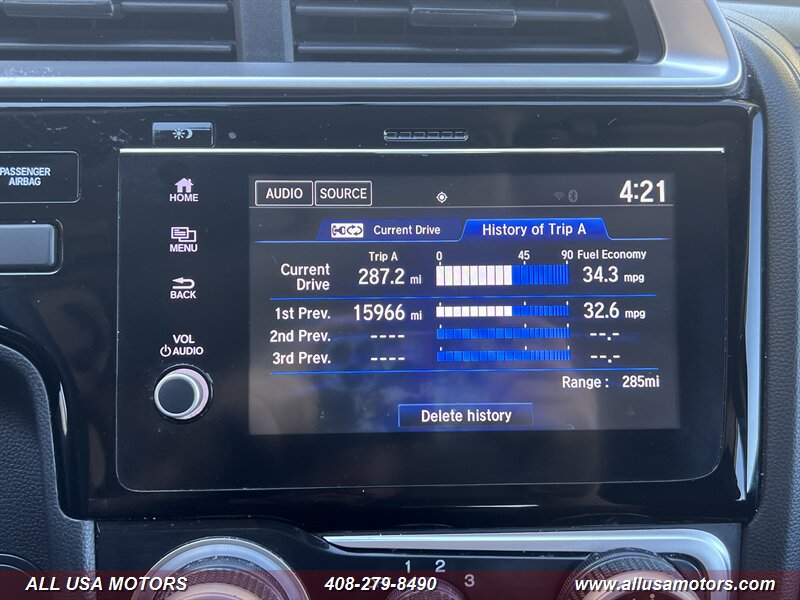 PASSENGER
AIRBAG
HOME
MENU
BACK
VOL
AUDIO
AUDIO SOURCE 4:21
Current Drive History of Trip A
Trip A 0 45 90 Fuel Economy
Current
Drive 287.2 mi 34.3 mpg
1st Prev. 15966 mi 32.6 mpg
2nd Prev. ---- --.-
3rd Prev. ---- --.-
Range : 285mi
Delete history
1 2 3
ALL USA MOTORS 408-279-8490 www.allusamotors.com